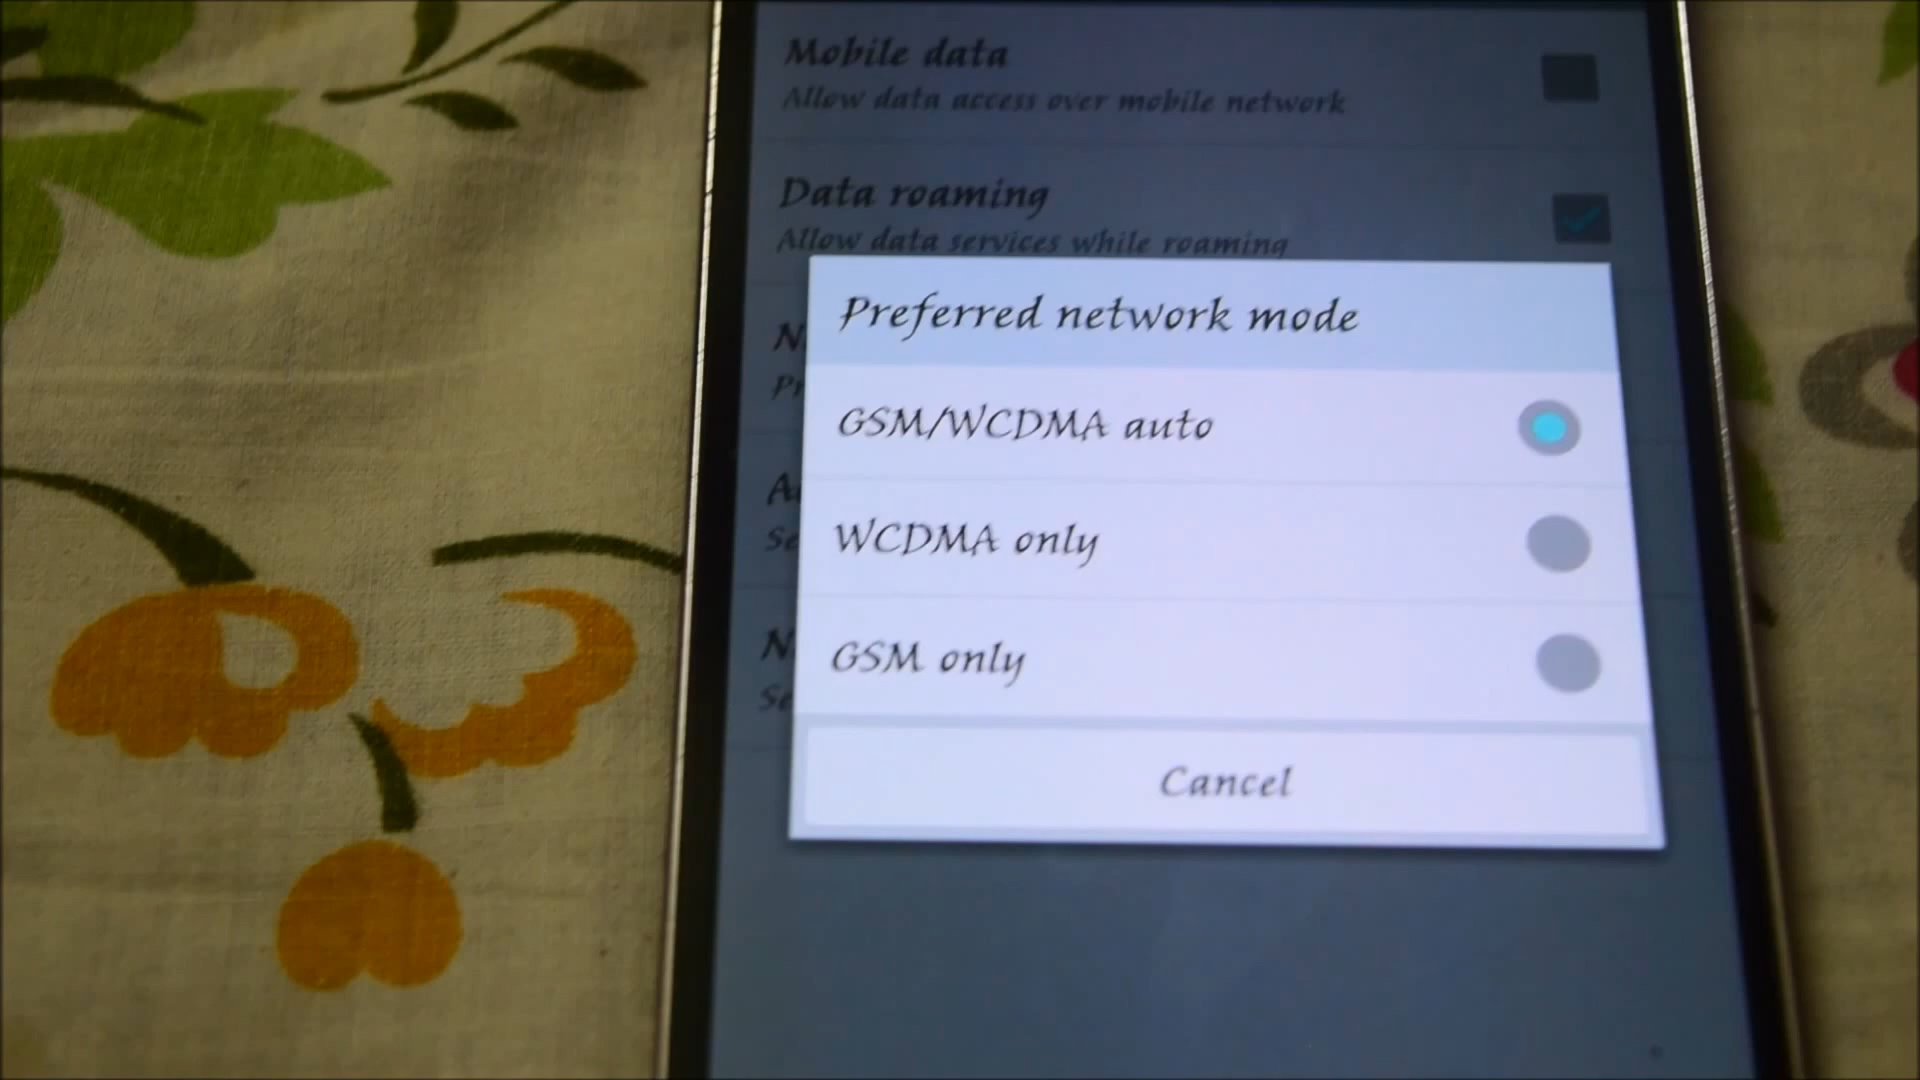 Mobile data
Allow data access over mobile network
Data roaming
Allow data services while roaming
Preferred network mode
GSM/WCDMA auto
WCDMA only
GSM only
Cancel